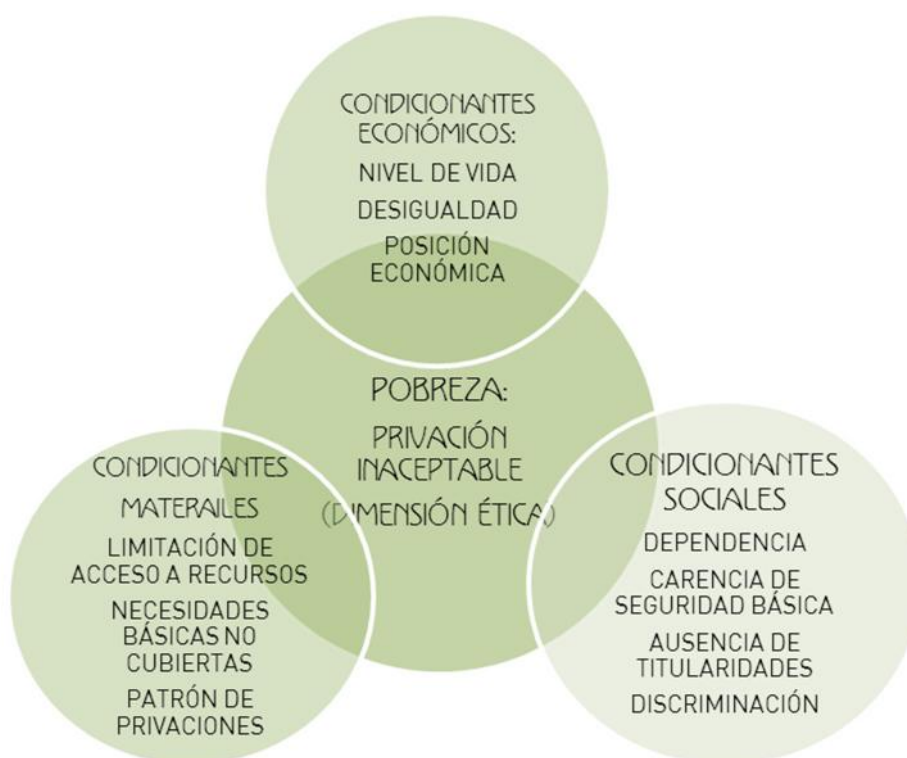 CONDICIONANTES
ECONÓMICOS:
NIVEL DE VIDA
DESIGUALDAD
POSICIÓN
ECONÓMICA
POBREZA:
PRIVACIÓN
INACEPTABLE
(DIMENSIÓN ÉTICA)
CONDICIONANTES
MATERAILES
LIMITACIÓN DE
ACCESO A RECURSOS
NECESIDADES
BÁSICAS NO
CUBIERTAS
PATRÓN DE
PRIVACIONES
CONDICIONANTES
SOCIALES
DEPENDENCIA
CARENCIA DE
SEGURIDAD BÁSICA
AUSENCIA DE
TITULARIDADES
DISCRIMINACIÓN